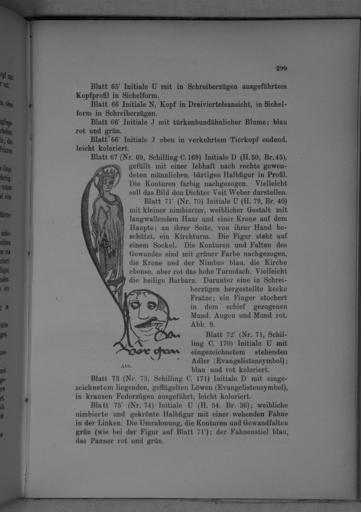 299
Blatt 65' Initiale U mit in Schreiberzügen ausgeführtem
Kopfprofil in Sichelform.
Blatt 66 Initiale N, Kopf in Dreiviertelsansicht, in Sichel-
form in Schreiberzügen.
Blatt 66' Initiale J mit türkenbundähnlicher Blume; blau
rot und grün.
Blatt 66' Initiale J oben in verkehrtem Tierkopf endend,
leicht koloriert.
Blatt 67 (Nr. 69, Schilling C. 169) Initiale D (H. 50, Br. 45),
gefüllt mit einer lebhaft nach rechts gewen-
deten männlichen, bärtigen Halbfigur in Profil.
Die Konturen farbig nachgezogen. Vielleicht
soll das Bild den Dichter Veit Weber darstellen.
Blatt 71' (Nr. 70) Initiale U (H. 79, Br. 40)
mit kleiner nimbierter, weiblicher Gestalt mit
langwallendem Haar und einer Krone auf dem
Haupte; an ihrer Seite, von ihrer Hand be-
schützt, ein Kirchturm. Die Figur steht auf
einem Sockel. Die Konturen und Falten des
Gewandes sind mit grüner Farbe nachgezogen,
die Krone und der Nimbus blau, die Kirche
ebenso, aber rot das hohe Turmdach. Vielleicht
die heilige Barbara. Darunter eine in Schrei-
berzügen hergestellte kecke
Fratze; ein Finger stochert
in dem schief gezogenen
Mund. Augen und Mund rot.
Abb. 9.
Blatt 72' (Nr. 71, Schil-
ling C. 170) Initiale U mit
eingezeichnetem stehenden
Adler (Evangelistensymbol);
blau und rot koloriert.
Abb.
Blatt 73 (Nr. 73, Schilling C. 171) Initiale D mit einge-
zeichnetem liegenden, geflügelten Löwen (Evangelistensymbol),
in krausen Federzügen ausgeführt, leicht koloriert.
Blatt 75' (Nr. 74) Initiale U (H. 54. Br. 36); weibliche
nimbierte und gekrönte Halbfigur mit einer wehenden Fahne
in der Linken. Die Umrahmung, die Konturen und Gewandfalten
grün (wie bei der Figur auf Blatt 71'); der Fahnenstiel blau,
das Panner rot und grün.